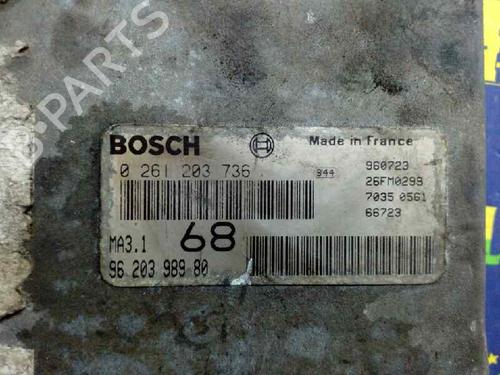 B-PARTS
BOSCH
Made in France
0 261 203 736
944
960723
26FM0299
7035 0561
66723
MA3.1
68
96 203 989 80